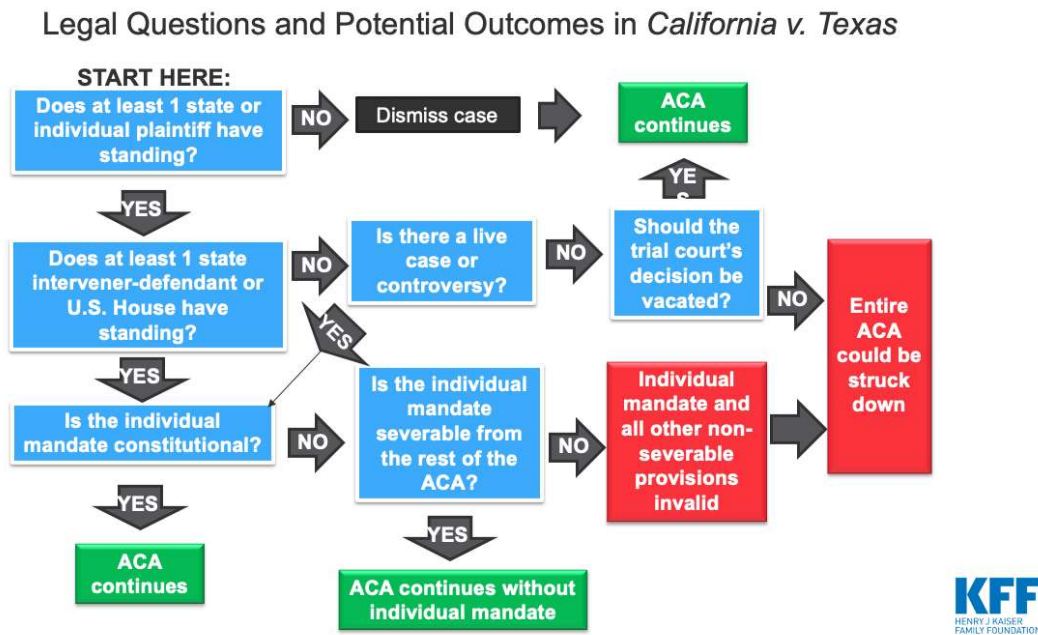 Legal Questions and Potential Outcomes in California v. Texas
START HERE:
Does at least 1 state or
individual plaintiff have
standing?
NO
Dismiss case
ACA
continues
YES
YE
S
Does at least 1 state
intervener-defendant or
U.S. House have
standing?
NO
Is there a live
case or
controversy?
NO
Should the
trial court's
decision be
vacated?
NO
Entire
ACA
could be
struck
down
YES
YES
Is the individual
mandate constitutional?
NO
Is the individual
mandate
severable from
the rest of the
ACA?
NO
Individual
mandate and
all other non-
severable
provisions
invalid
YES
YES
ACA
continues
ACA continues without
individual mandate
KFF
HENRY J KAISER
FAMILY FOUNDATION